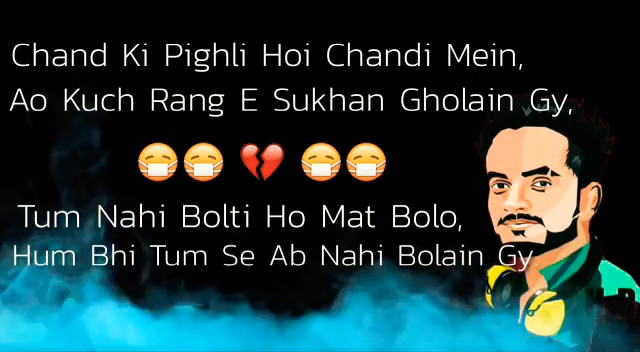 Chand Ki Pighli Hoi Chandi Mein,
Ao Kuch Rang E Sukhan Gholain Gy,
😷😷 💔 😷😷
Tum Nahi Bolti Ho Mat Bolo,
Hum Bhi Tum Se Ab Nahi Bolain Gy.